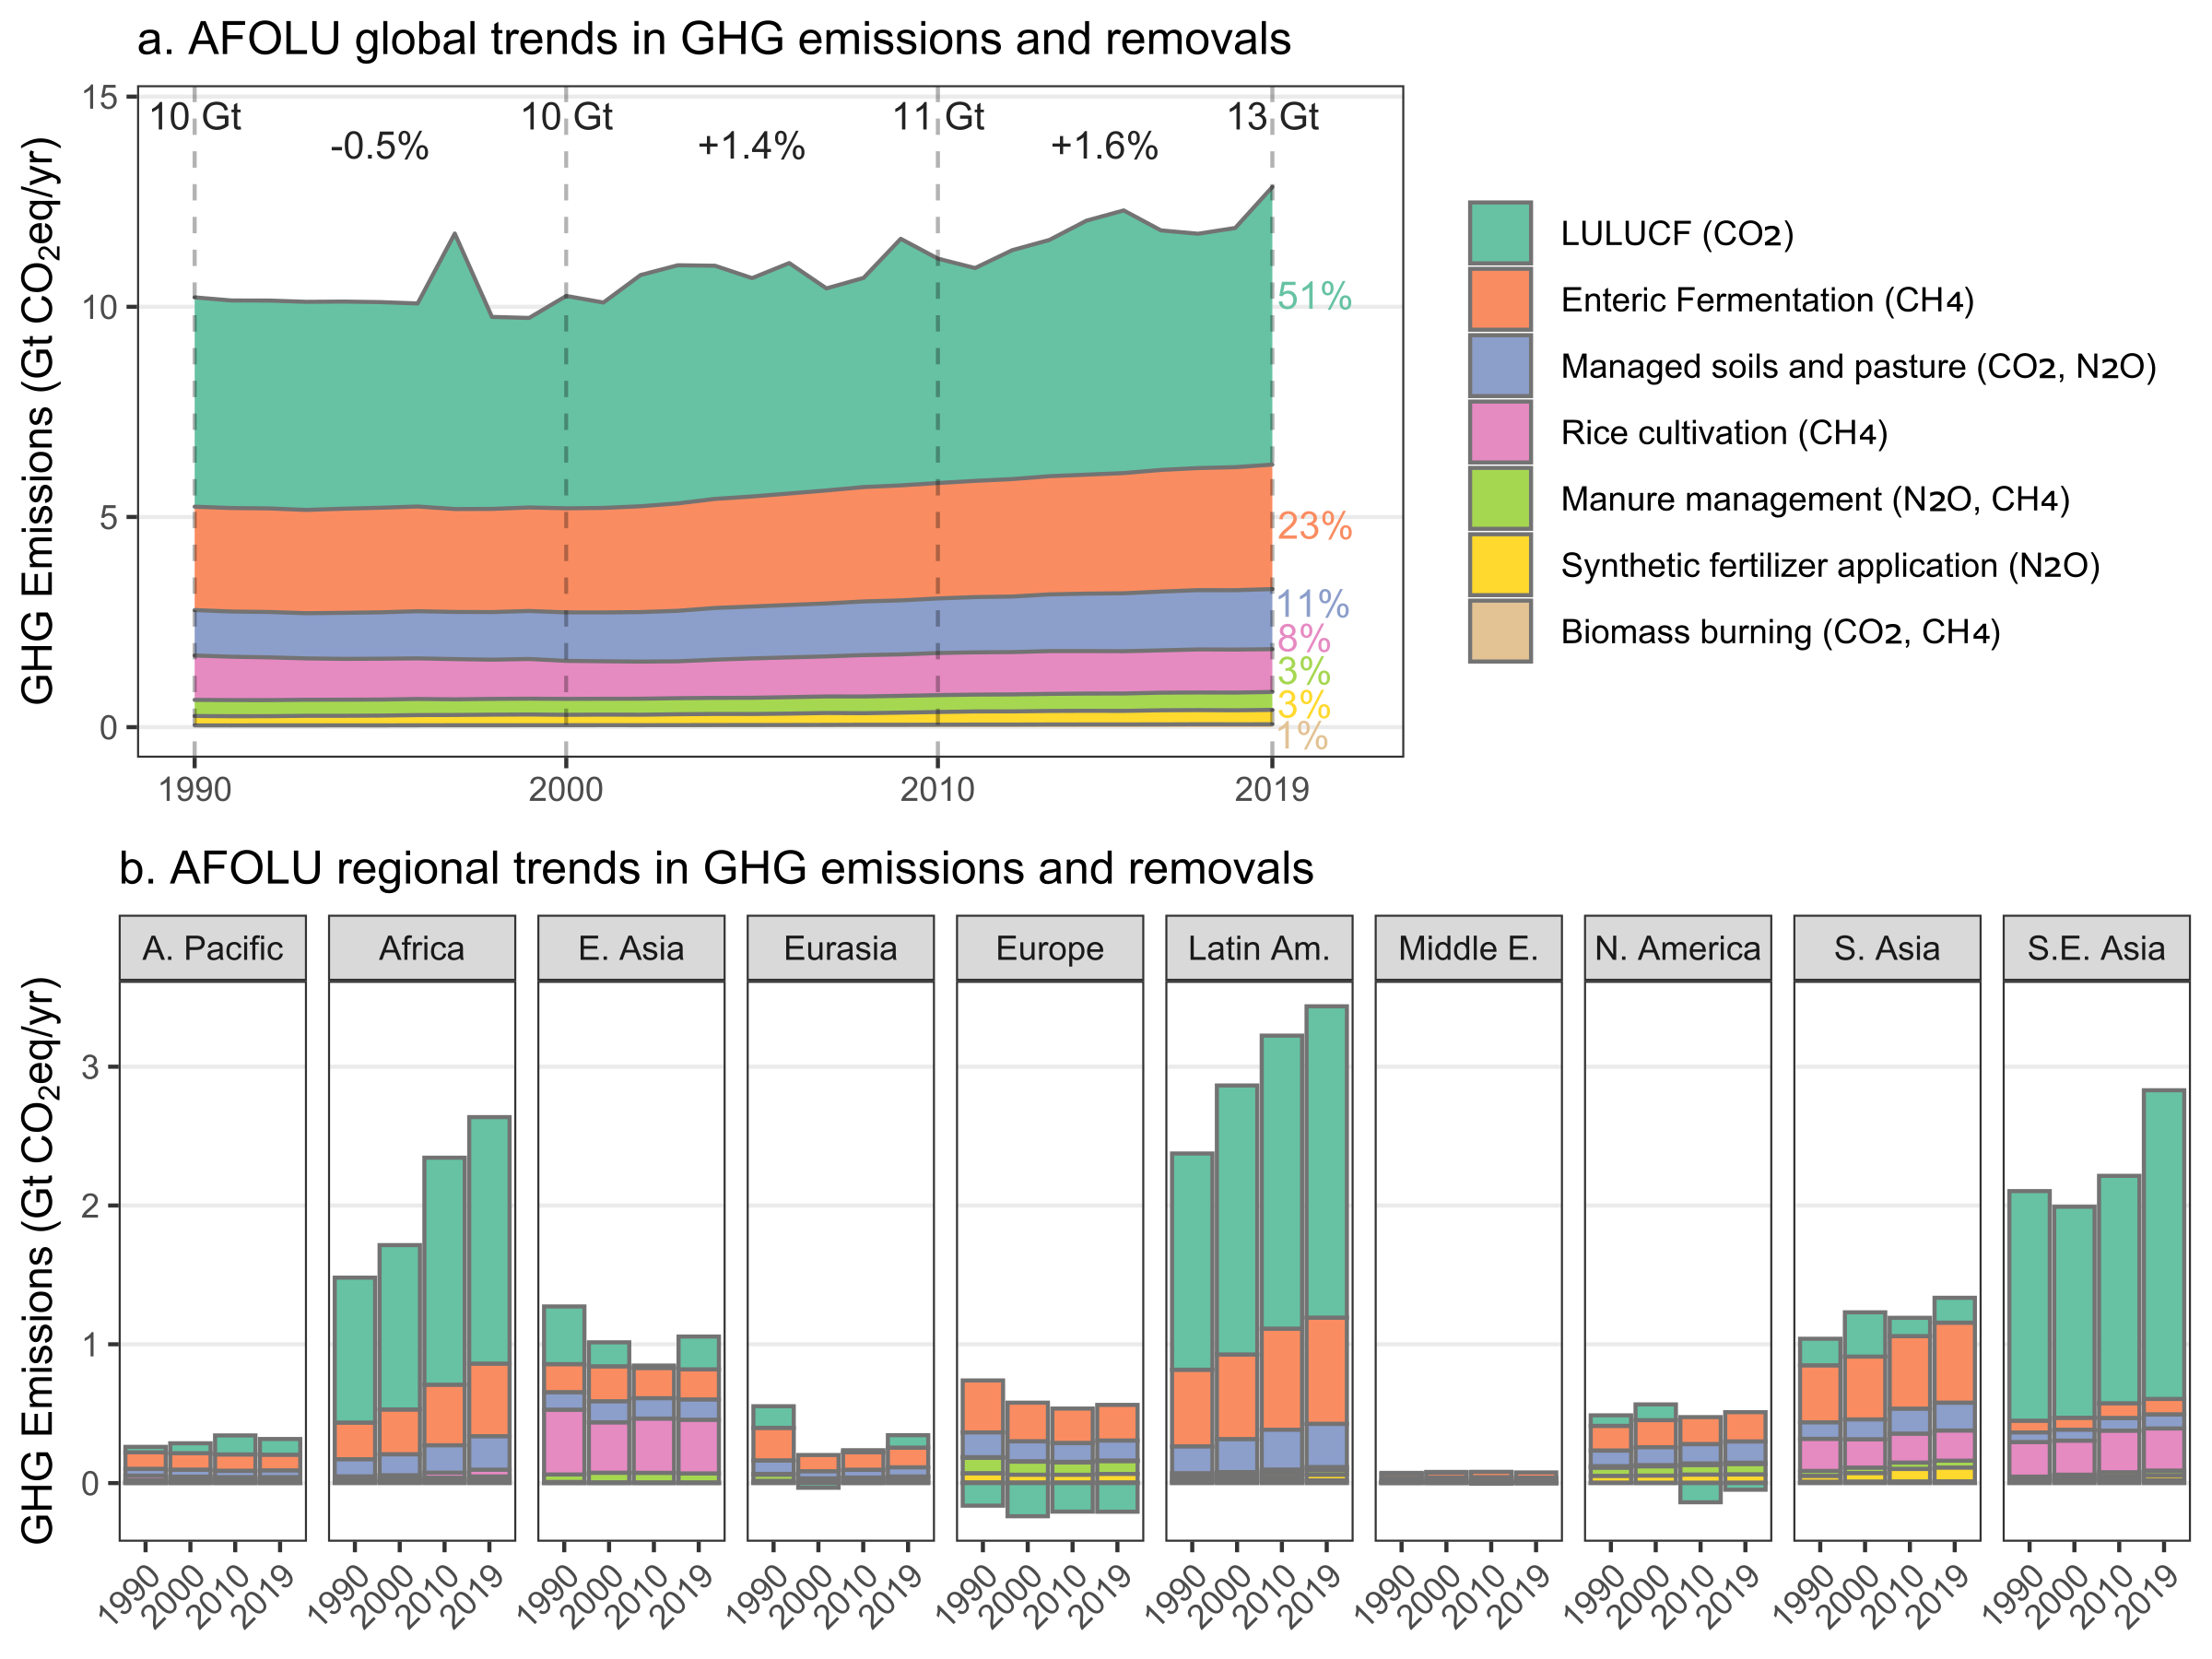 a. AFOLU global trends in GHG emissions and removals
GHG Emissions (Gt CO₂eq/yr)
15
10
5
0
10 Gt
10 Gt
11 Gt
13 Gt
-0.5%
+1.4%
+1.6%
51%
23%
11%
8%
3%
3%
1%
1990
2000
2010
2019
LULUCF (CO2)
Enteric Fermentation (CH4)
Managed soils and pasture (CO2, N2O)
Rice cultivation (CH4)
Manure management (N2O, CH4)
Synthetic fertilizer application (N2O)
Biomass burning (CO2, CH4)
b. AFOLU regional trends in GHG emissions and removals
GHG Emissions (Gt CO₂eq/yr)
A. Pacific
Africa
E. Asia
Eurasia
Europe
Latin Am.
Middle E.
N. America
S. Asia
S.E. Asia
3
2
1
0
1990 2000 2010 2019
1990 2000 2010 2019
1990 2000 2010 2019
1990 2000 2010 2019
1990 2000 2010 2019
1990 2000 2010 2019
1990 2000 2010 2019
1990 2000 2010 2019
1990 2000 2010 2019
1990 2000 2010 2019